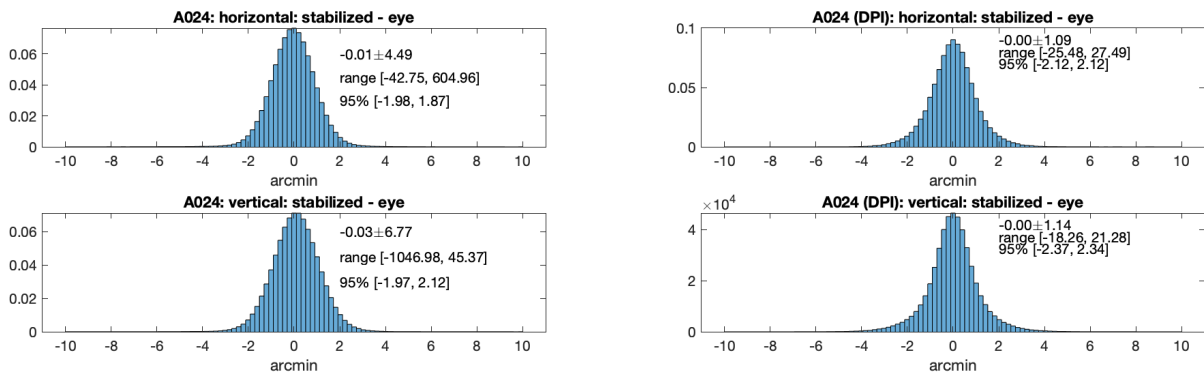 A024: horizontal: stabilized - eye
0.06
0.04
0.02
0
-0.01±4.49
range [-42.75, 604.96]
95% [-1.98, 1.87]
-10 -8 -6 -4 -2 0 2 4 6 8 10
arcmin
A024 (DPI): horizontal: stabilized - eye
0.1
0.05
0
-0.00±1.09
range [-25.48, 27.49]
95% [-2.12, 2.12]
-10 -8 -6 -4 -2 0 2 4 6 8 10
arcmin
A024: vertical: stabilized - eye
0.06
0.04
0.02
0
-0.03±6.77
range [-1046.98, 45.37]
95% [-1.97, 2.12]
-10 -8 -6 -4 -2 0 2 4 6 8 10
arcmin
A024 (DPI): vertical: stabilized - eye
×10⁴
4
2
0
-0.00±1.14
range [-18.26, 21.28]
95% [-2.37, 2.34]
-10 -8 -6 -4 -2 0 2 4 6 8 10
arcmin